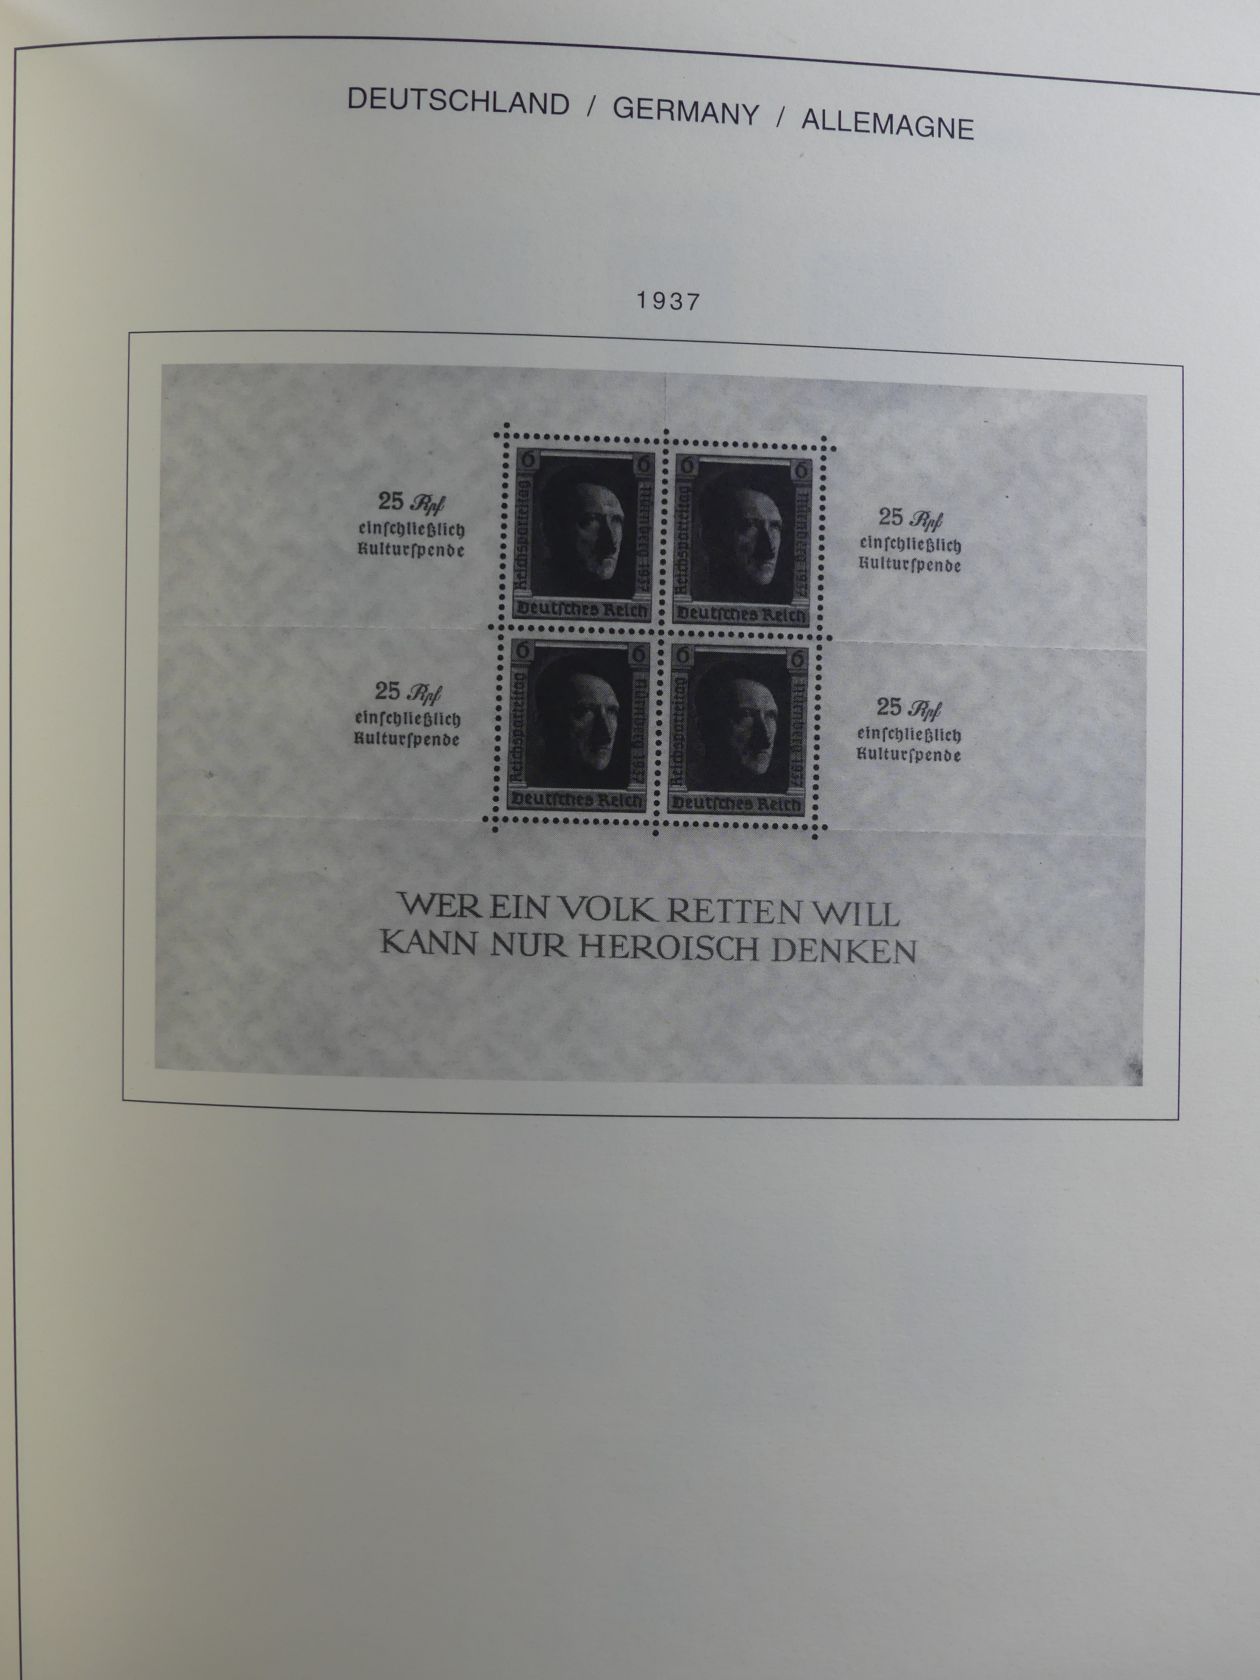 DEUTSCHLAND / GERMANY / ALLEMAGNE
1937
25 Rpf
einſchließlich
Kulturſpende
6 6
Reichsparteitag
Nürnberg 1937
Deutsches Reich
6 6
Reichsparteitag
Nürnberg 1937
Deutsches Reich
25 Rpf
einſchließlich
Kulturſpende
25 Rpf
einſchließlich
Kulturſpende
6 6
Reichsparteitag
Nürnberg 1937
Deutsches Reich
6 6
Reichsparteitag
Nürnberg 1937
Deutsches Reich
25 Rpf
einſchließlich
Kulturſpende
WER EIN VOLK RETTEN WILL
KANN NUR HEROISCH DENKEN